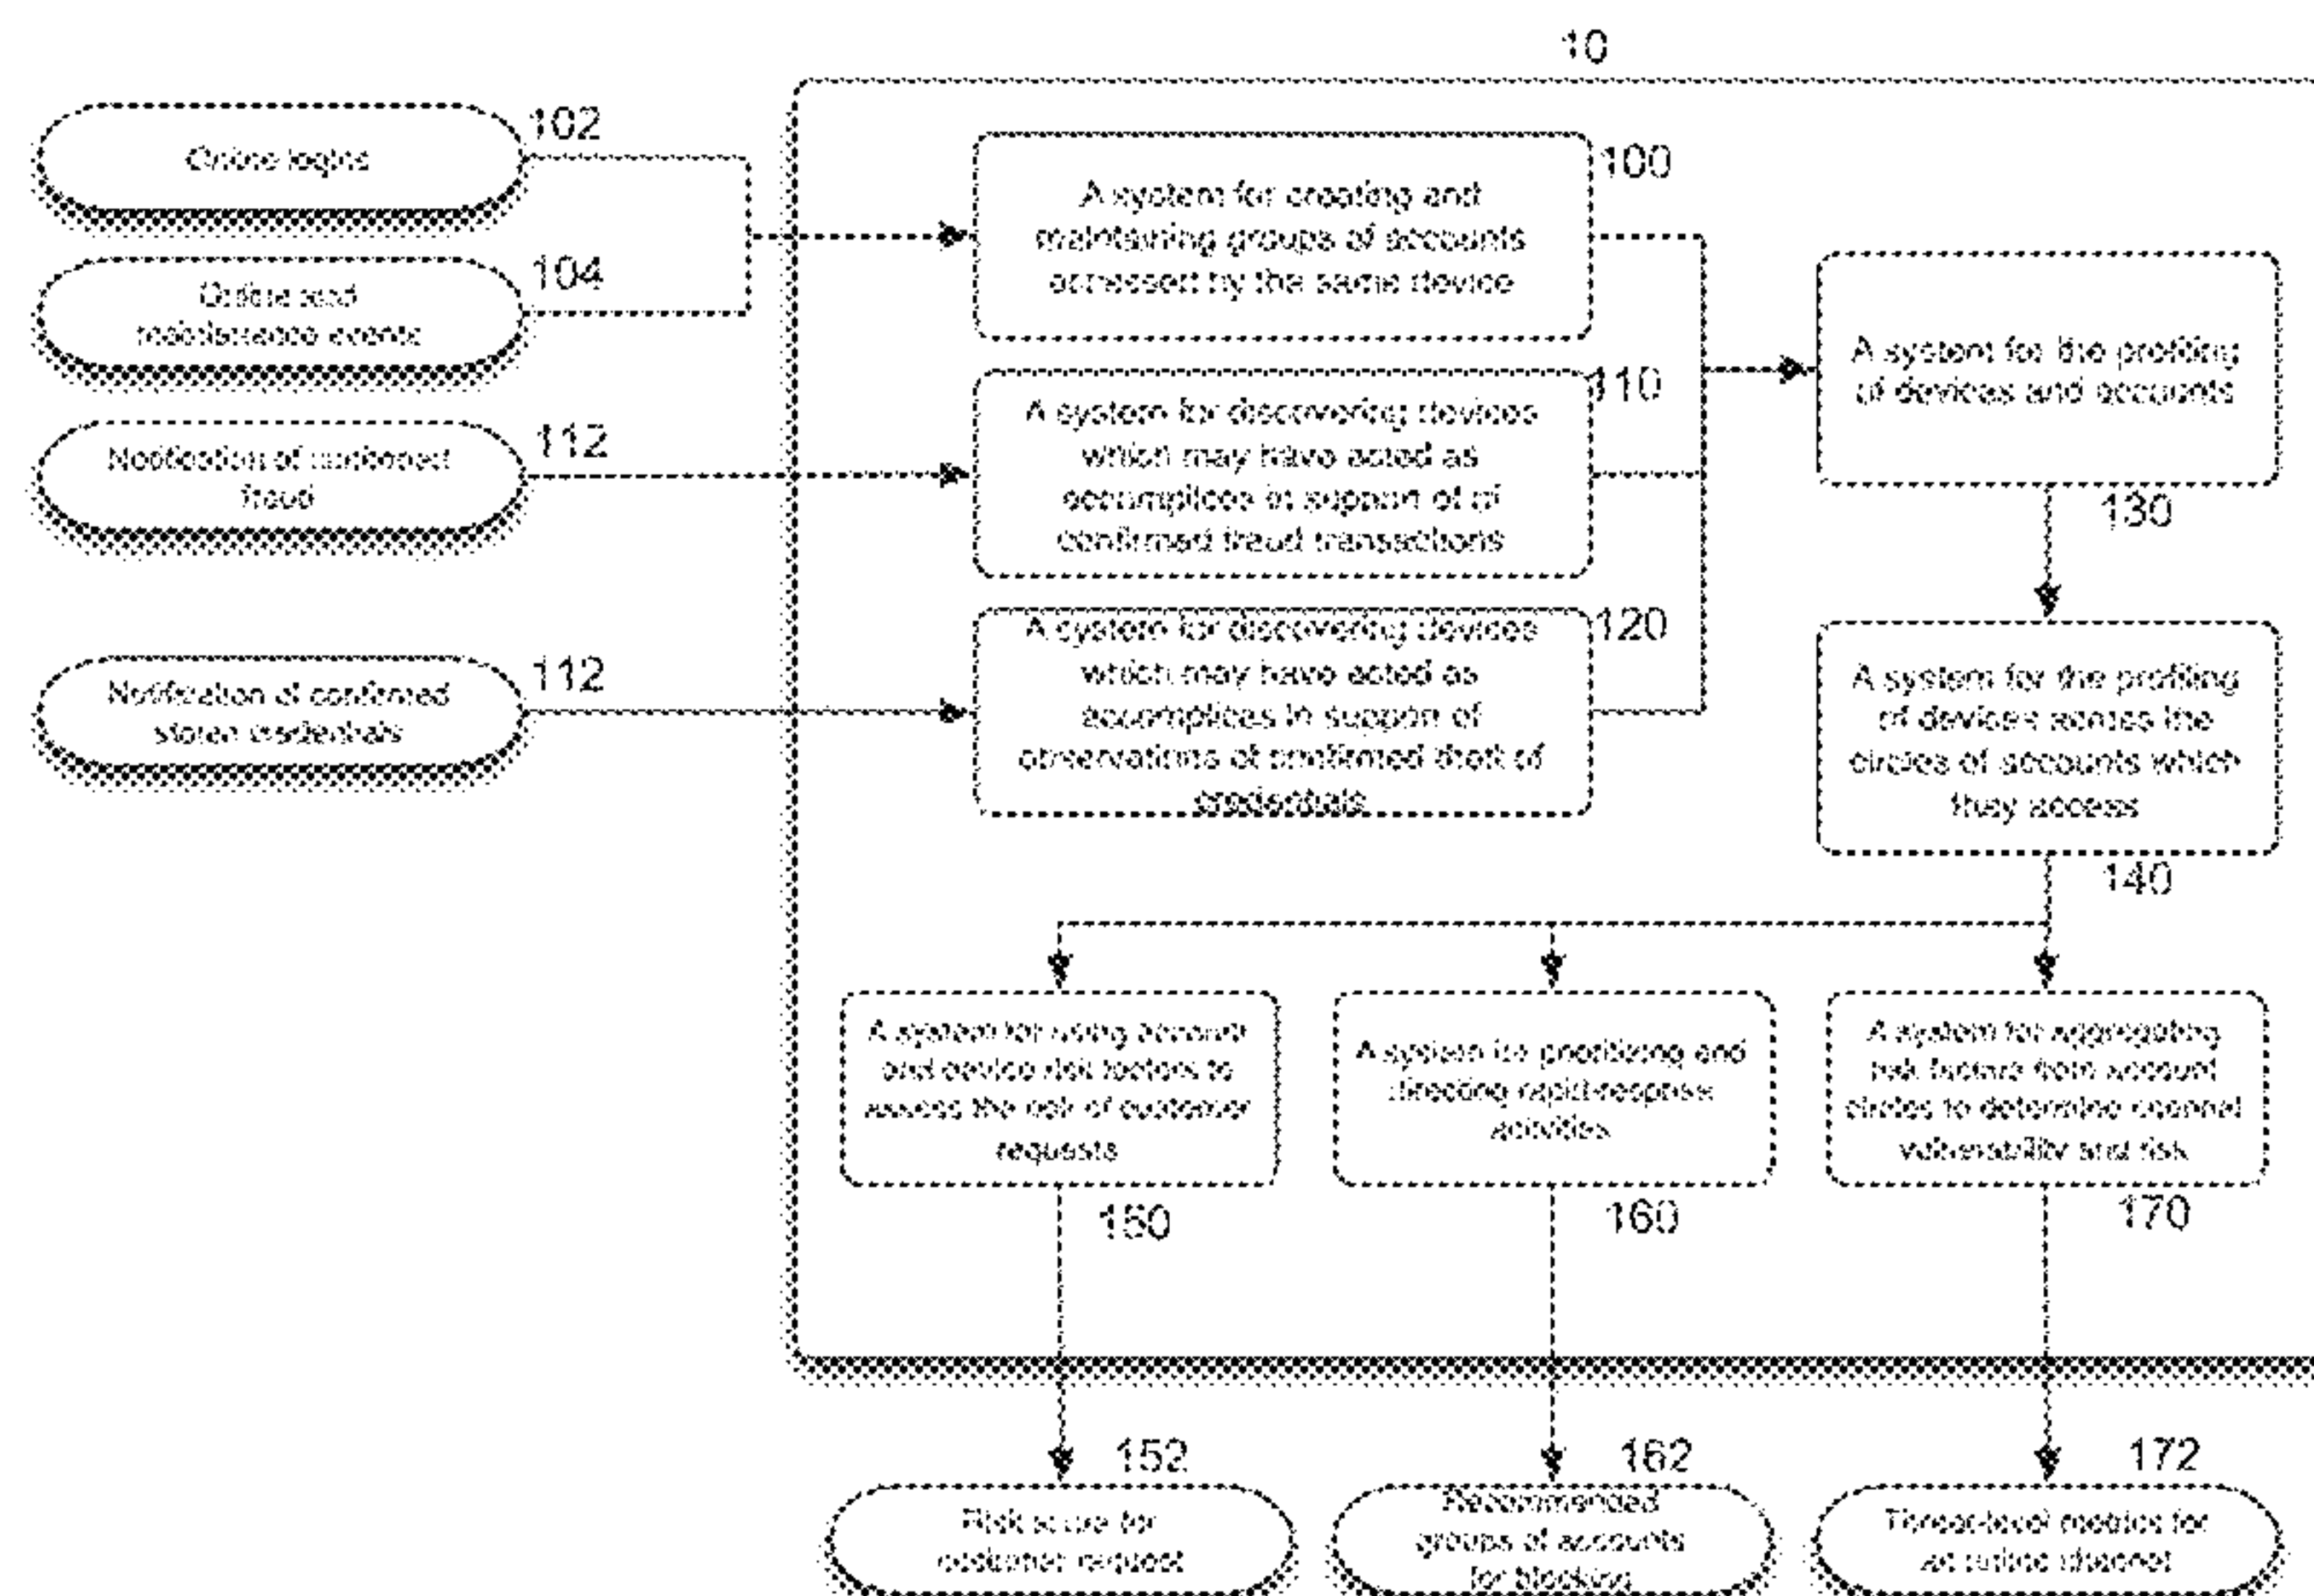 10
102
Online logins
104
Online and
maintenance events
112
Notification of confirmed
fraud
112
Notification of confirmed
stolen credentials
100
A system for creating and
maintaining groups of accounts
accessed by the same device
110
A system for discovering devices
which may have acted as
accomplices in support of of
confirmed fraud transactions
120
A system for discovering devices
which may have acted as
accomplices in support of
observations of confirmed theft of
credentials
A system for the profiling
of devices and accounts
130
A system for the profiling
of devices across the
circles of accounts which
they access
140
A system for using account
and device risk factors to
assess the risk of customer
requests
150
A system for prioritizing and
directing rapid-response
activities
160
A system for aggregating
risk factors from account
circles to determine channel
vulnerability and risk
170
152
Risk score for
customer request
162
Recommended
groups of accounts
for blocking
172
Threat-level metrics for
an online channel